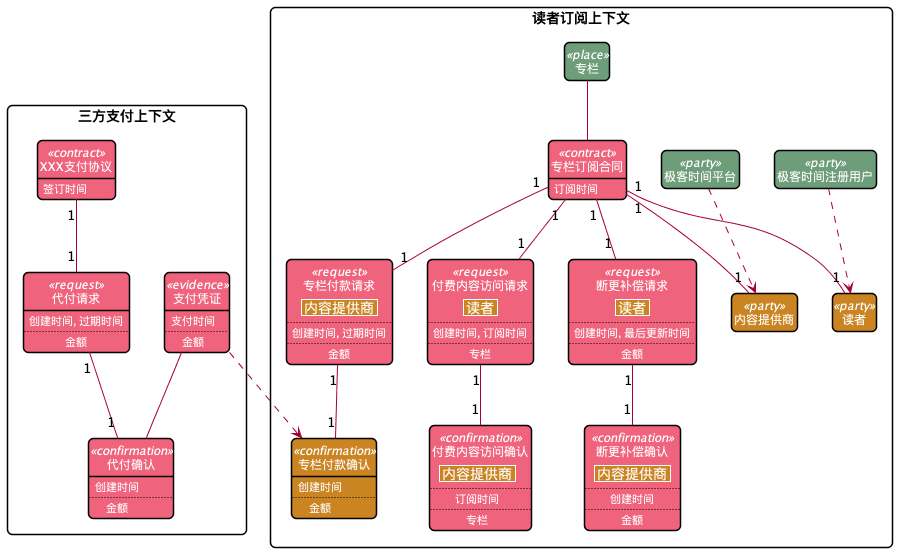 读者订阅上下文
«place»
专栏
三方支付上下文
«contract»
XXX支付协议
签订时间
«contract»
专栏订阅合同
订阅时间
«party»
极客时间平台
«party»
极客时间注册用户
1
1
1
1
1
1
1
1
1
1
1
1
«request»
代付请求
创建时间, 过期时间
金额
«evidence»
支付凭证
支付时间
金额
«request»
专栏付款请求
内容提供商
创建时间, 过期时间
金额
«request»
付费内容访问请求
读者
创建时间, 订阅时间
专栏
«request»
断更补偿请求
读者
创建时间, 最后更新时间
金额
«party»
内容提供商
«party»
读者
1
1
1
1
1
1
1
1
«confirmation»
代付确认
创建时间
金额
«confirmation»
专栏付款确认
创建时间
金额
«confirmation»
付费内容访问确认
内容提供商
订阅时间
专栏
«confirmation»
断更补偿确认
内容提供商
创建时间
金额